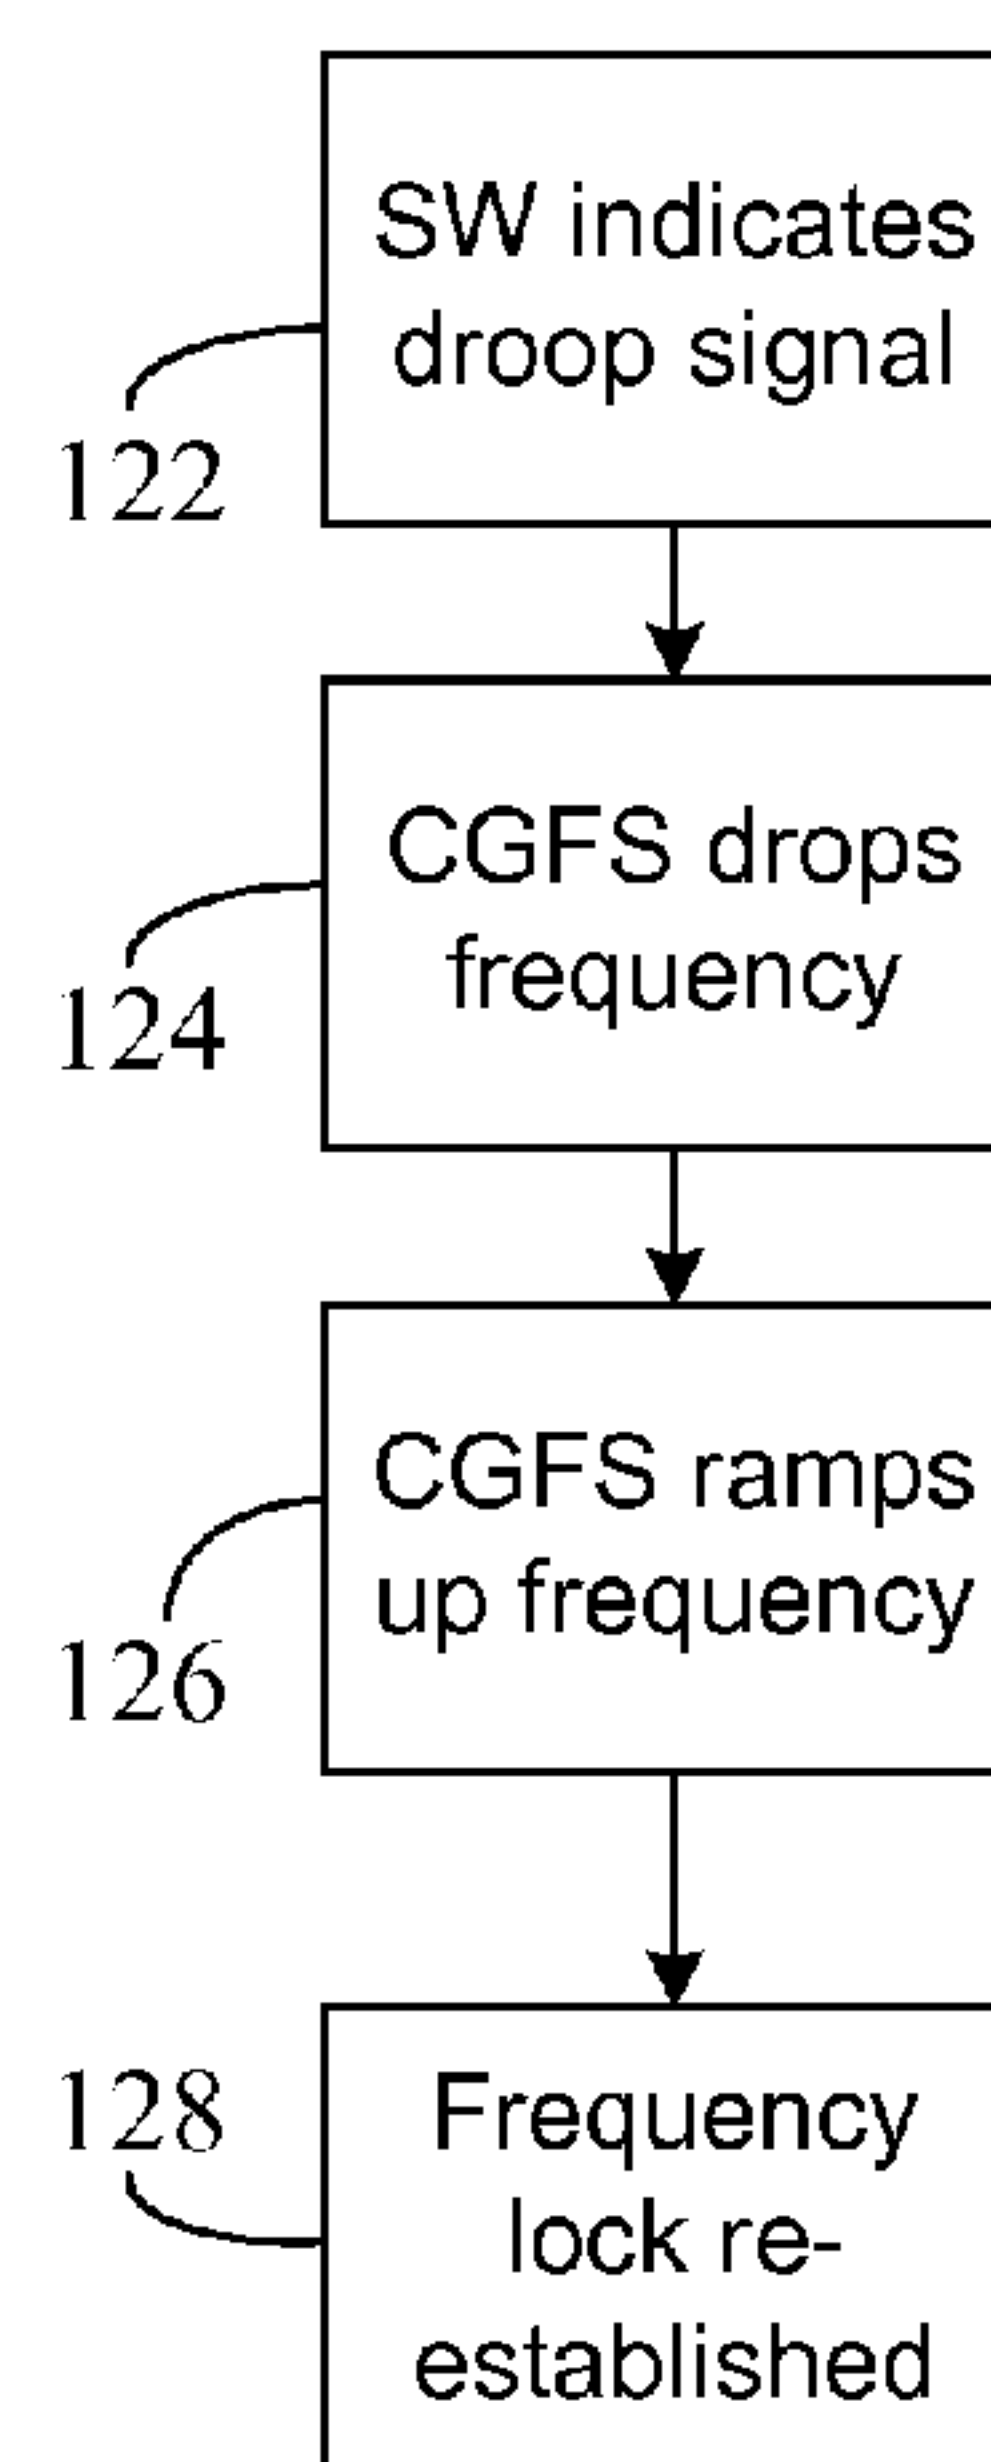 SW indicates
droop signal
122
CGFS drops
frequency
124
CGFS ramps
up frequency
126
128
Frequency
lock re-
established